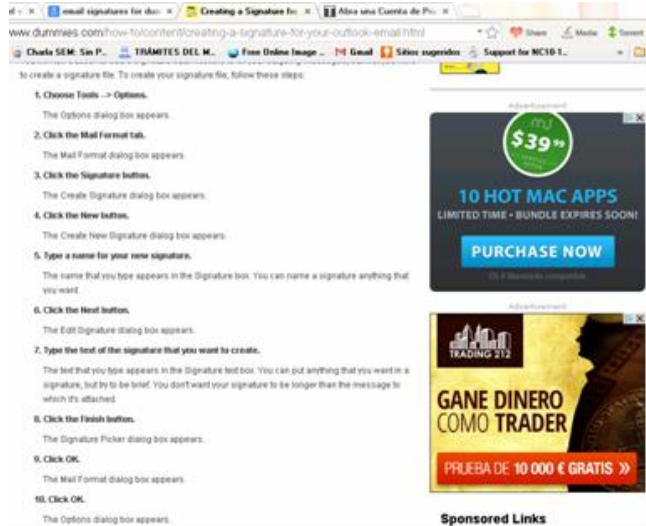 email signatures for dum
Creating a Signature for
Abra una Cuenta de Pr
www.dummies.com/how-to/content/creating-a-signature-for-your-outlook-email.html
Share
Media
Torrent
Charla SEM: Sin P...
TRÁMITES DEL M...
Free Online Image ...
Gmail
Sitios sugeridos
Support for NC10-1...
to create a signature file. To create your signature file, follow these steps:
1. Choose Tools --> Options.
The Options dialog box appears.
2. Click the Mail Format tab.
The Mail Format dialog box appears.
3. Click the Signature button.
The Create Signature dialog box appears.
4. Click the New button.
The Create New Signature dialog box appears.
5. Type a name for your new signature.
The name that you type appears in the Signature box. You can name a signature anything that
you want.
6. Click the Next button.
The Edit Signature dialog box appears.
7. Type the text of the signature that you want to create.
The text that you type appears in the Signature text box. You can put anything that you want in a
signature, but try to be brief. You don't want your signature to be longer than the message to
which it's attached.
8. Click the Finish button.
The Signature Picker dialog box appears.
9. Click OK.
The Mail Format dialog box appears.
10. Click OK.
The Options dialog box appears.
Advertisement
$39 99
10 HOT MAC APPS
LIMITED TIME • BUNDLE EXPIRES SOON!
PURCHASE NOW
Advertisement
TRADING 212
GANE DINERO
COMO TRADER
PRUEBA DE 10 000 € GRATIS »
Sponsored Links